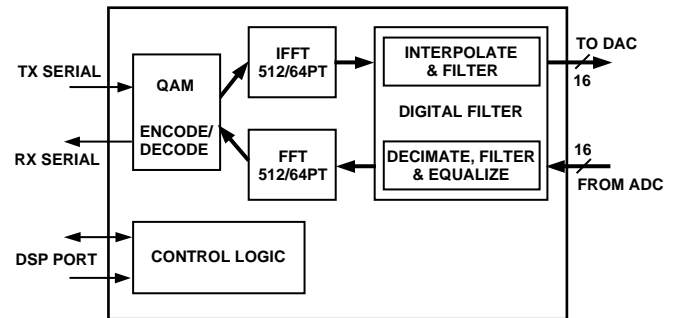 TX SERIAL
RX SERIAL
DSP PORT
QAM
ENCODE/
DECODE
IFFT
512/64PT
FFT
512/64PT
INTERPOLATE
& FILTER
DIGITAL FILTER
DECIMATE, FILTER
& EQUALIZE
CONTROL LOGIC
TO DAC
16
16
FROM ADC